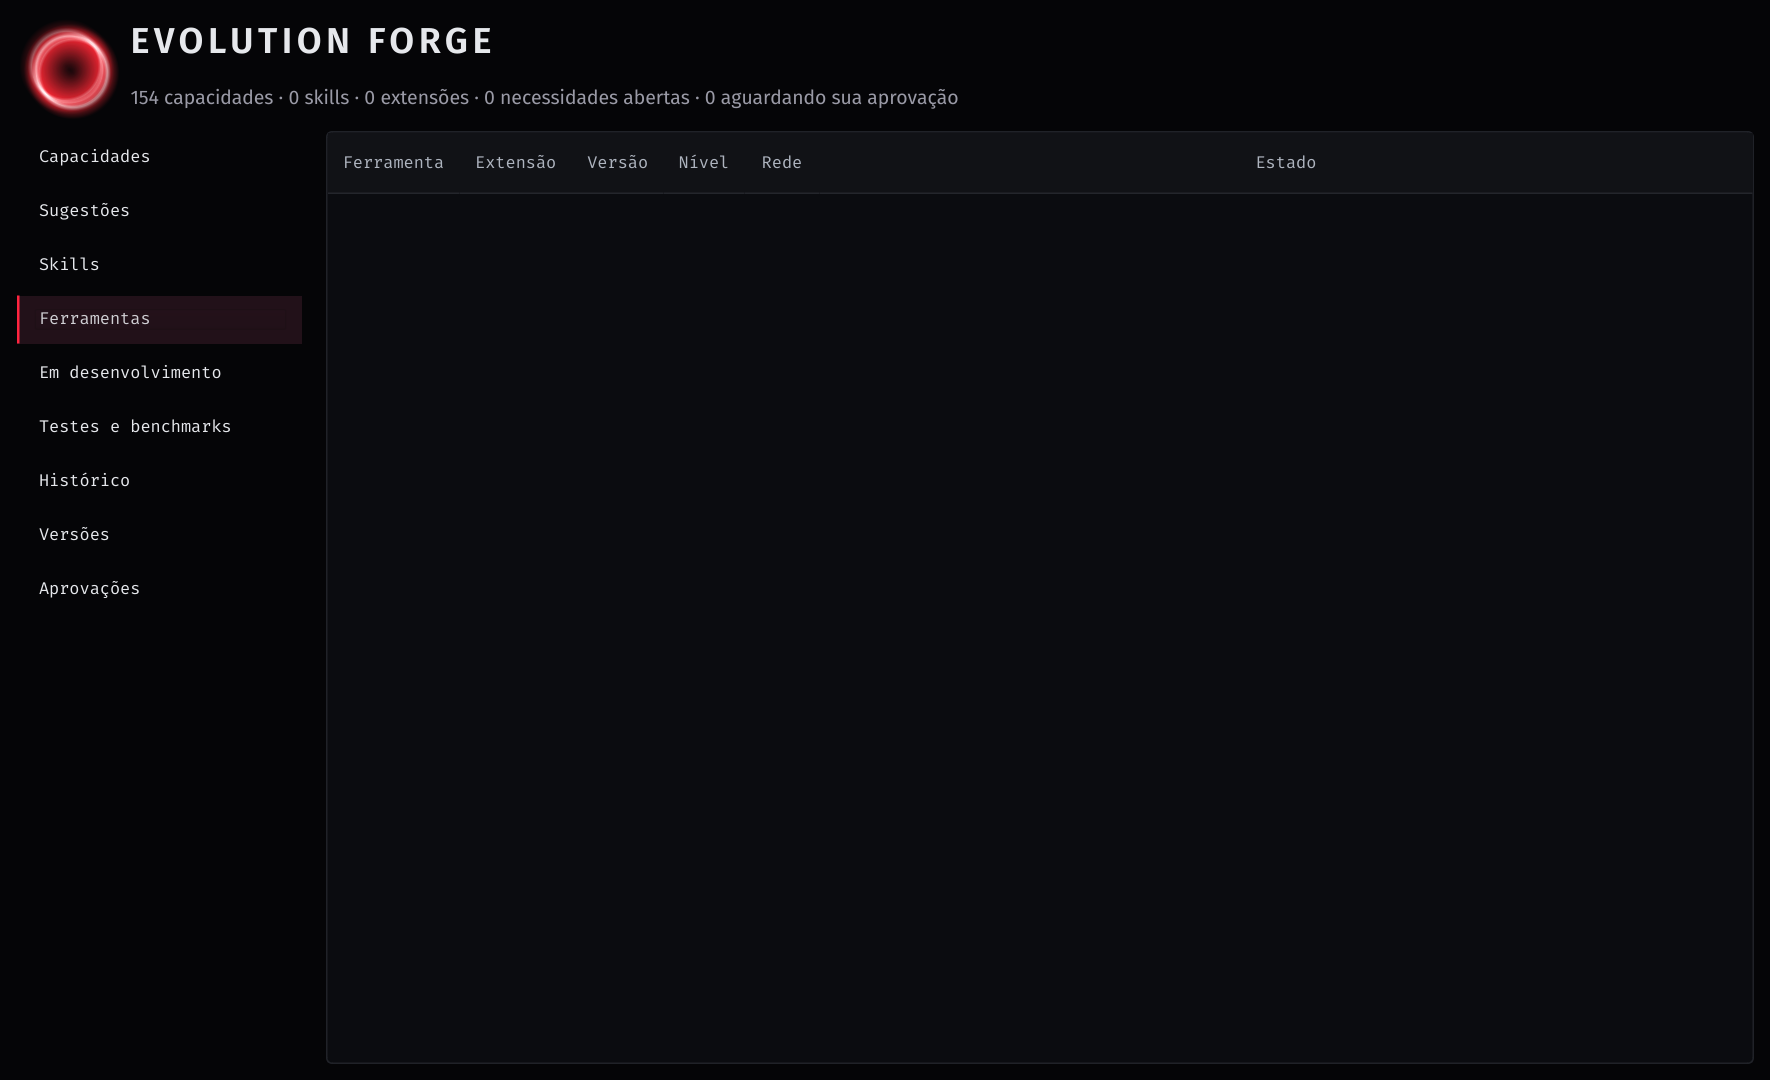 EVOLUTION FORGE
154 capacidades · 0 skills · 0 extensões · 0 necessidades abertas · 0 aguardando sua aprovação
Capacidades
Sugestões
Skills
Ferramentas
Em desenvolvimento
Testes e benchmarks
Histórico
Versões
Aprovações
Ferramenta Extensão Versão Nível Rede Estado